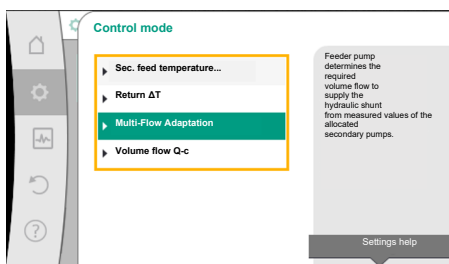 Control mode
Sec. feed temperature...
Return ΔT
Multi-Flow Adaptation
Volume flow Q-c
Feeder pump
determines the
required
volume flow to
supply the
hydraulic shunt
from measured values of the
allocated
secondary pumps.
Settings help
?